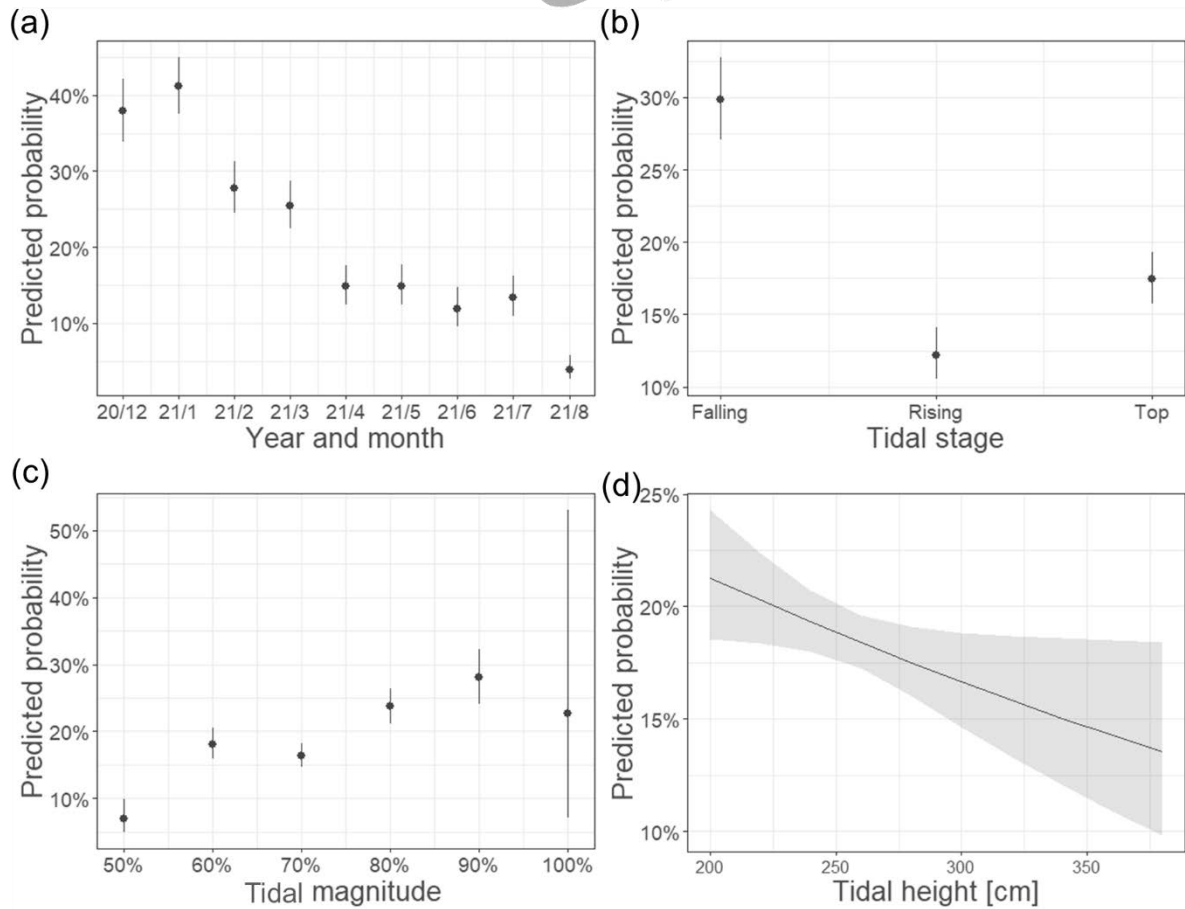 (a)
Predicted probability
40%
30%
20%
10%
20/12 21/1 21/2 21/3 21/4 21/5 21/6 21/7 21/8
Year and month
(b)
Predicted probability
30%
25%
20%
15%
10%
Falling Rising Top
Tidal stage
(c)
Predicted probability
50%
40%
30%
20%
10%
50% 60% 70% 80% 90% 100%
Tidal magnitude
(d)
Predicted probability
25%
20%
15%
10%
200 250 300 350
Tidal height [cm]